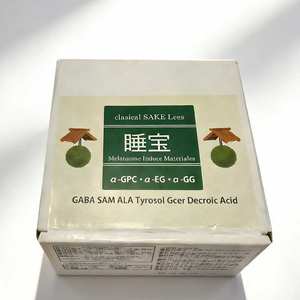 clasical SAKE Lees
睡宝
Melatonine Induce Materiales
α-GPC・α-EG・α-GG
GABA SAM ALA Tyrosol Gcer Decroic Acid